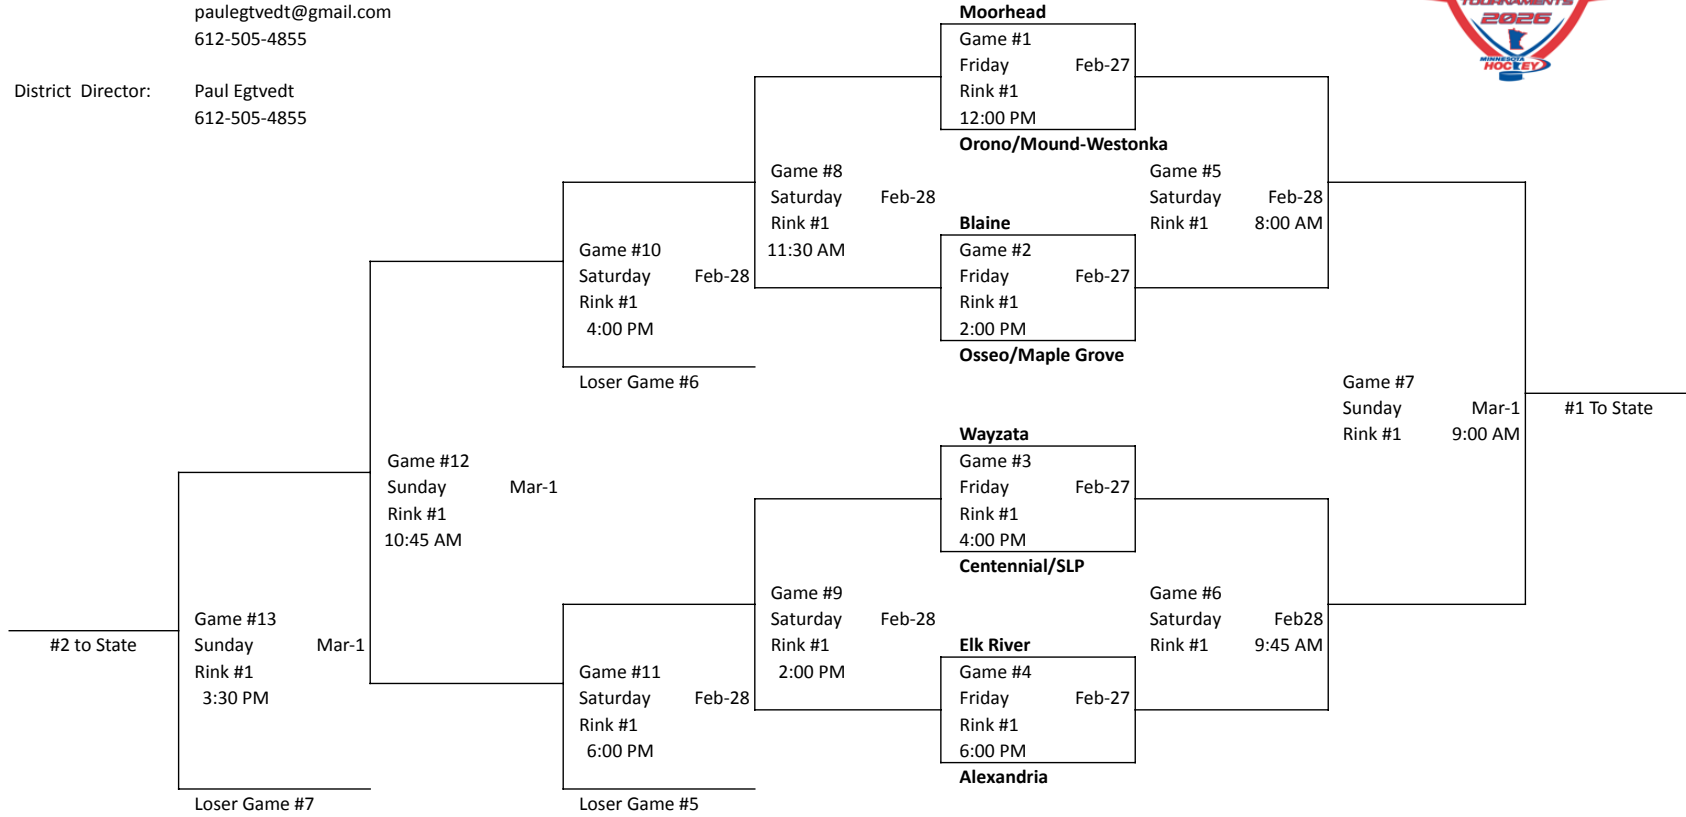 paulegtvedt@gmail.com
612-505-4855
District Director: Paul Egtvedt
612-505-4855
TOURNAMENTS
2026
MINNESOTA
HOCKEY
Moorhead
Game #1
Friday Feb-27
Rink #1
12:00 PM
Orono/Mound-Westonka
Game #8
Saturday Feb-28
Rink #1
11:30 AM
Game #5
Saturday Feb-28
Rink #1 8:00 AM
Blaine
Game #2
Friday Feb-27
Rink #1
2:00 PM
Osseo/Maple Grove
Game #10
Saturday Feb-28
Rink #1
4:00 PM
Loser Game #6
Game #7
Sunday Mar-1
Rink #1 9:00 AM
#1 To State
Wayzata
Game #3
Friday Feb-27
Rink #1
4:00 PM
Centennial/SLP
Game #12
Sunday Mar-1
Rink #1
10:45 AM
Game #9
Saturday Feb-28
Rink #1
2:00 PM
Game #6
Saturday Feb28
Rink #1 9:45 AM
Elk River
Game #4
Friday Feb-27
Rink #1
6:00 PM
Alexandria
Game #13
Sunday Mar-1
Rink #1
3:30 PM
#2 to State
Game #11
Saturday Feb-28
Rink #1
6:00 PM
Loser Game #7
Loser Game #5